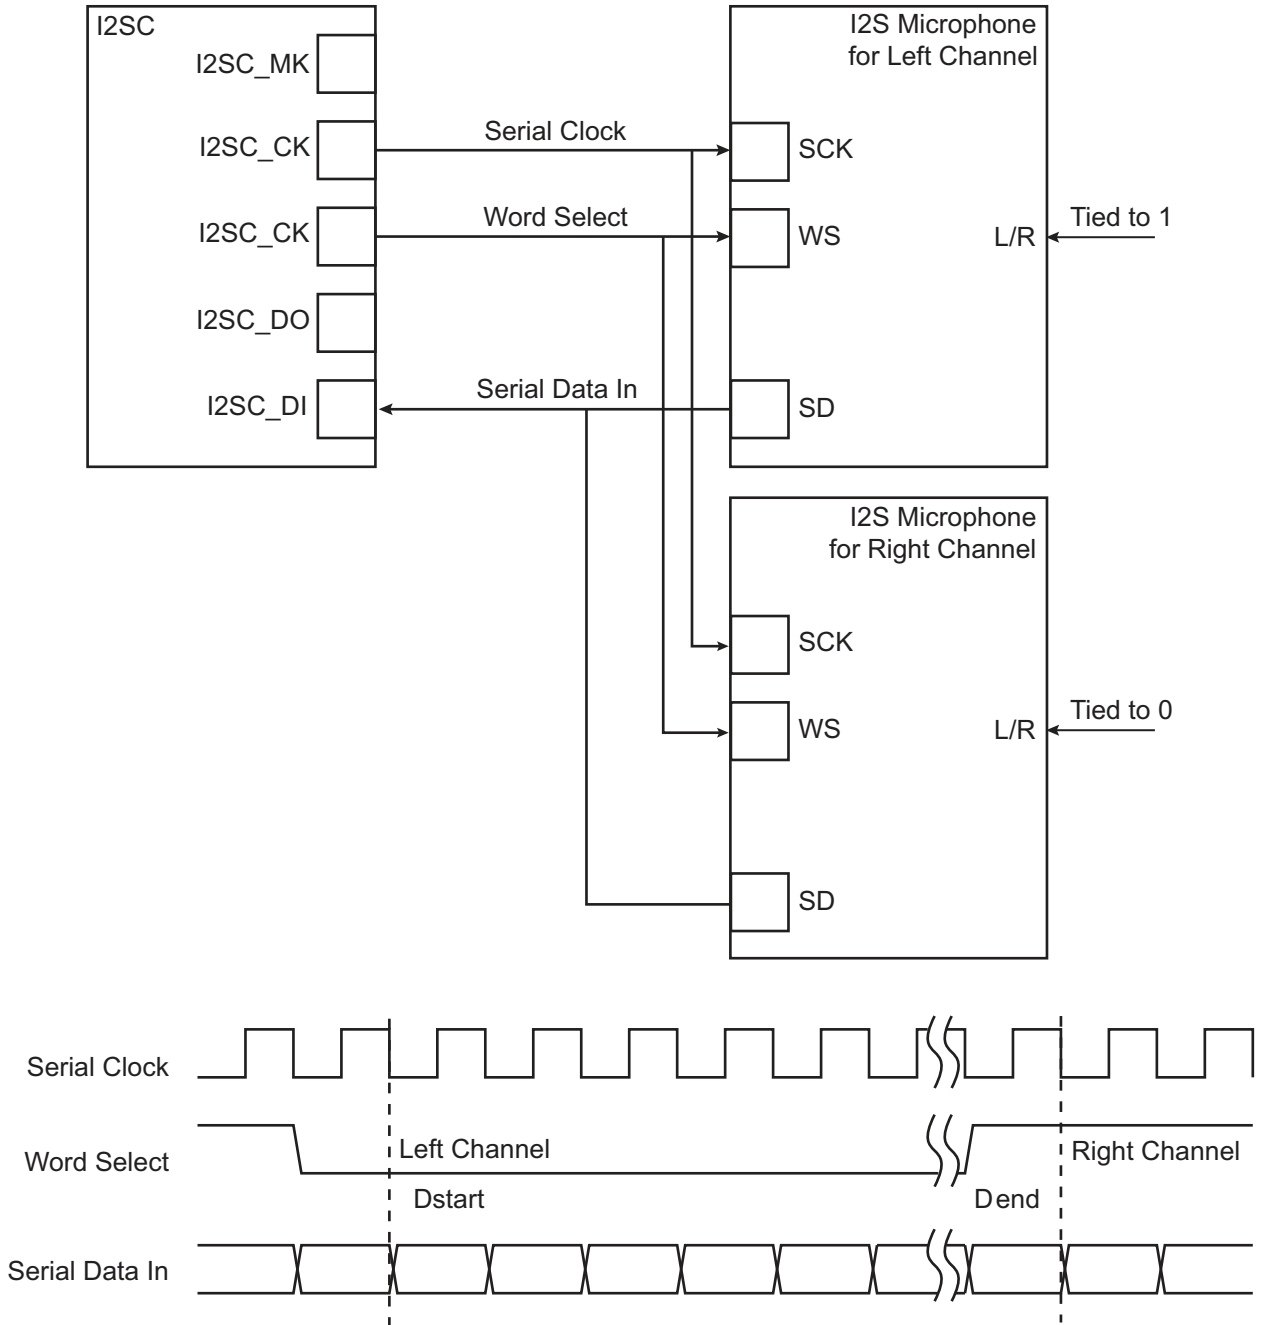 I2SC
I2SC_MK
I2SC_CK
I2SC_CK
I2SC_DO
I2SC_DI
Serial Clock
Word Select
Serial Data In
I2S Microphone
for Left Channel
SCK
WS
L/R
Tied to 1
SD
I2S Microphone
for Right Channel
SCK
WS
L/R
Tied to 0
SD
Serial Clock
Word Select
Left Channel
Right Channel
Dstart
Dend
Serial Data In